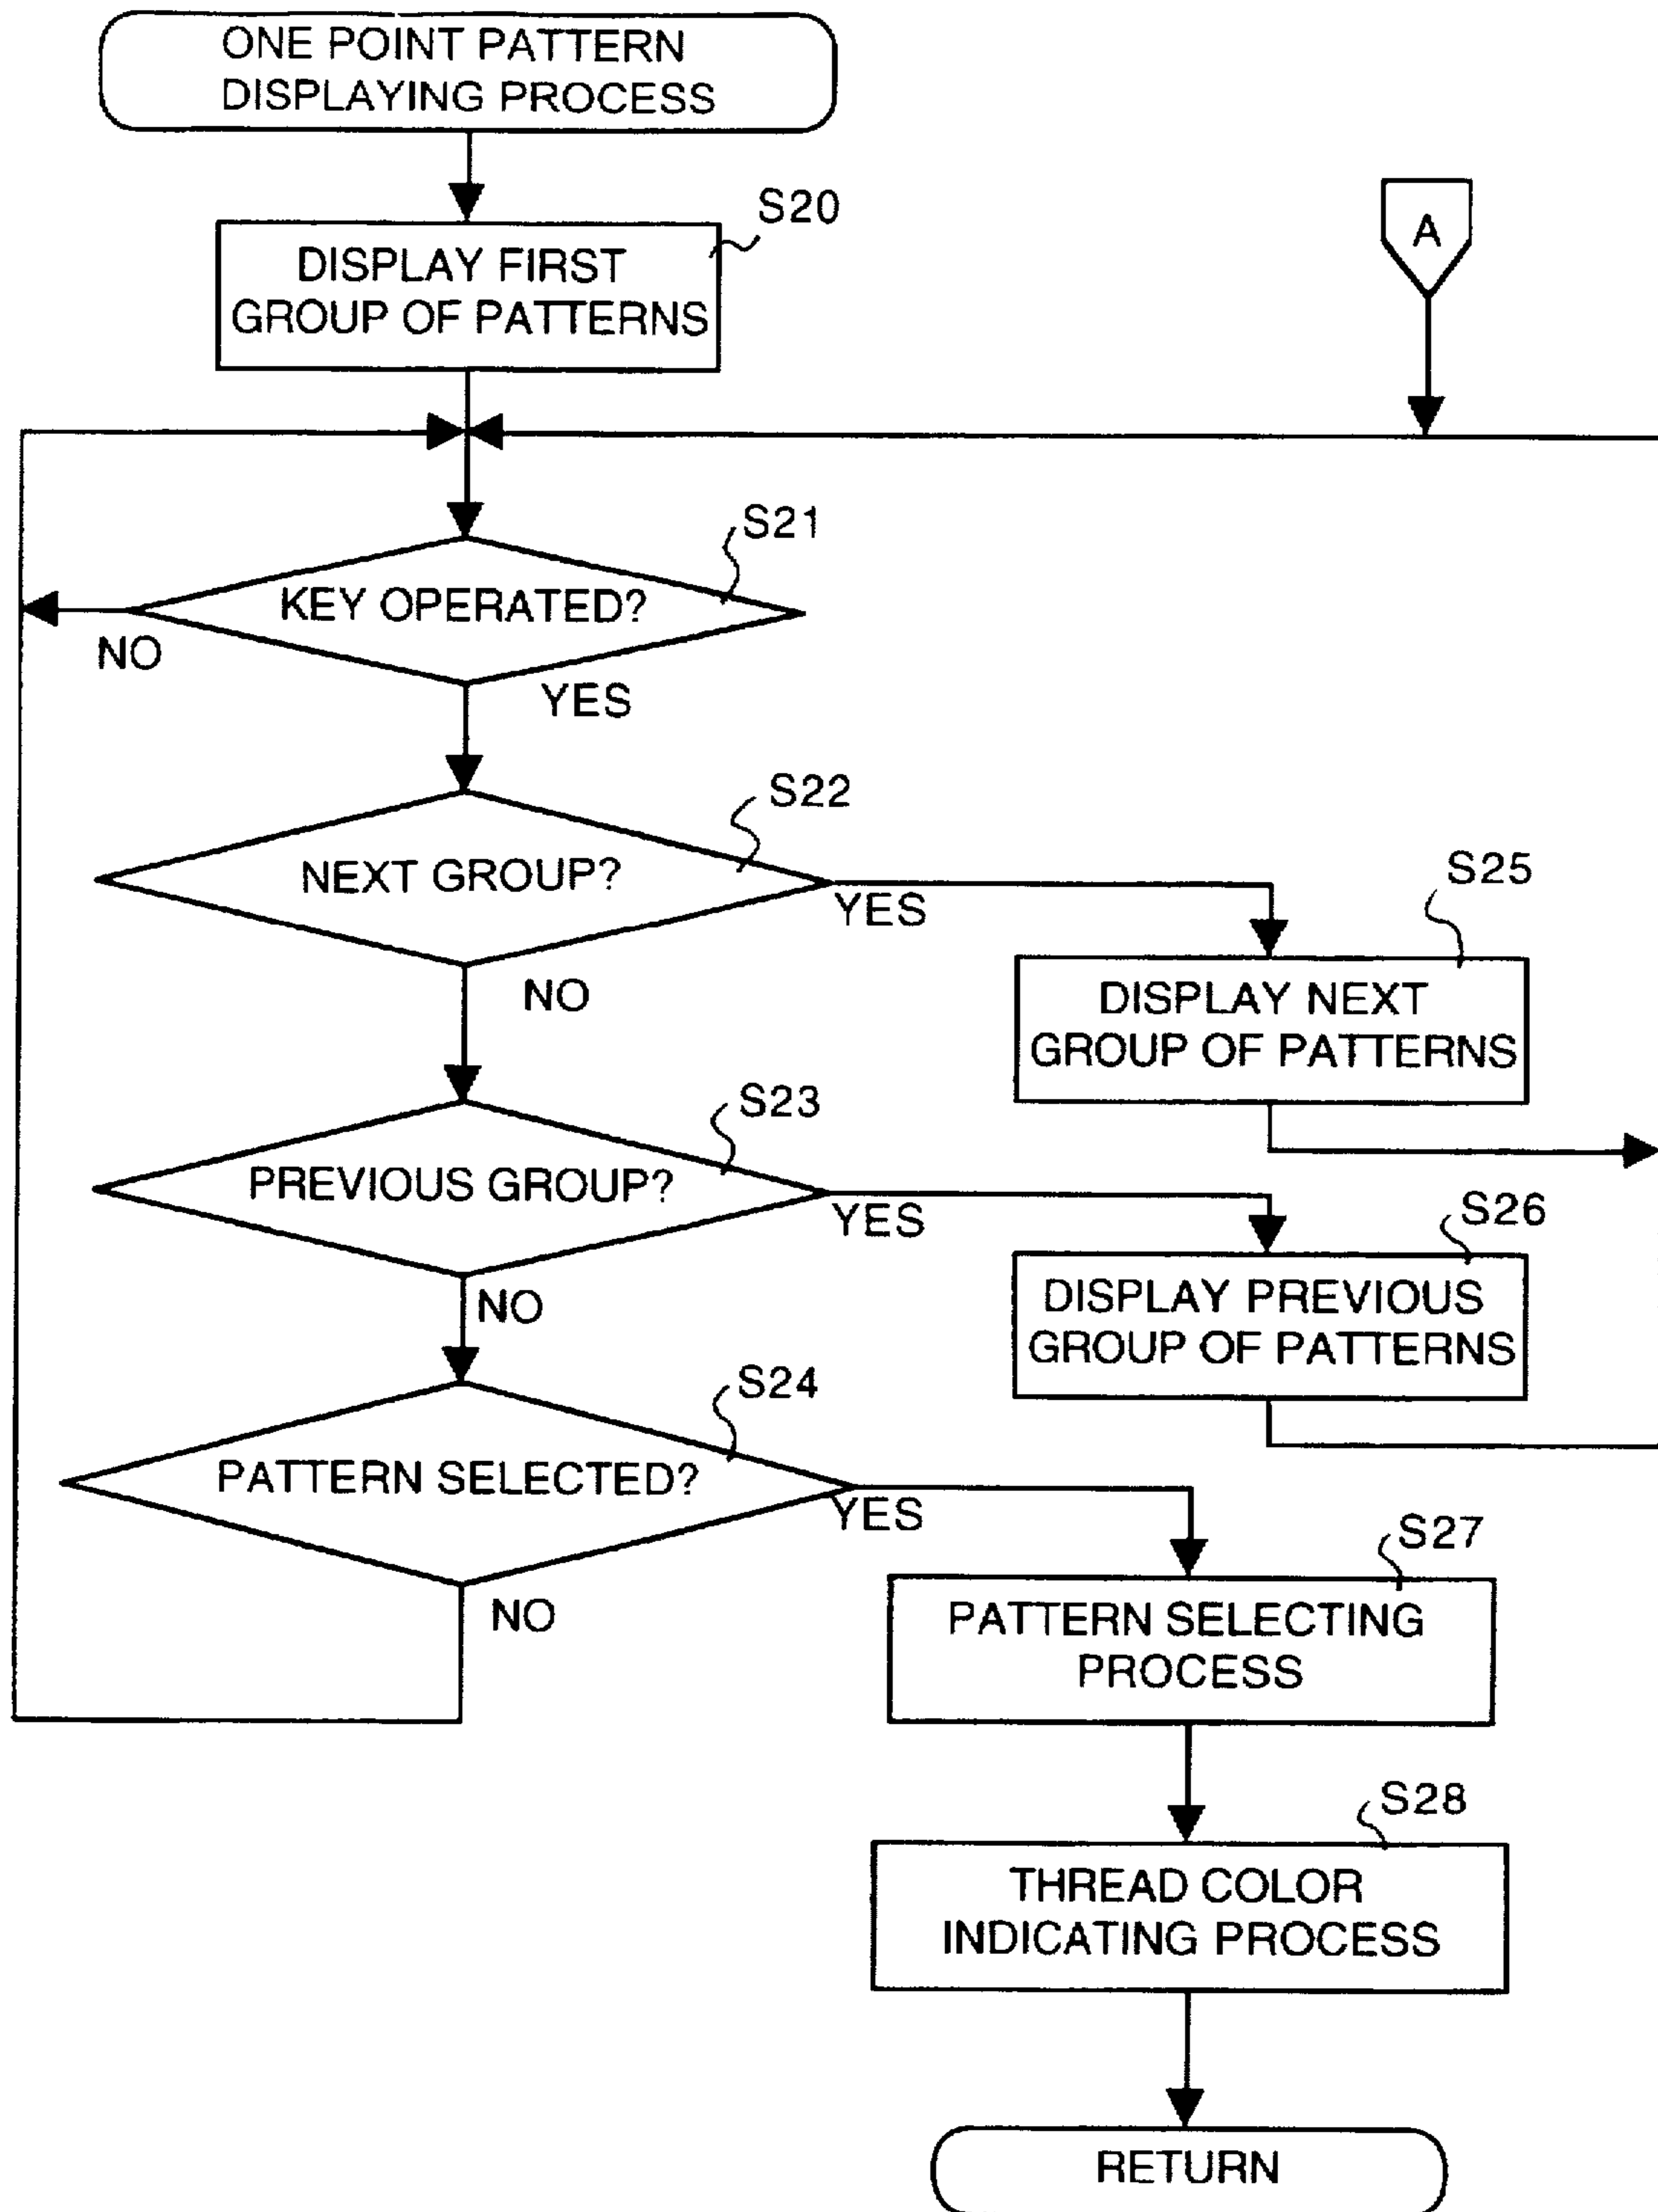 ONE POINT PATTERN
DISPLAYING PROCESS
S20
DISPLAY FIRST
GROUP OF PATTERNS
A
S21
KEY OPERATED?
NO
YES
S22
NEXT GROUP?
YES
NO
S25
DISPLAY NEXT
GROUP OF PATTERNS
S23
PREVIOUS GROUP?
YES
NO
S26
DISPLAY PREVIOUS
GROUP OF PATTERNS
S24
PATTERN SELECTED?
YES
NO
S27
PATTERN SELECTING
PROCESS
S28
THREAD COLOR
INDICATING PROCESS
RETURN